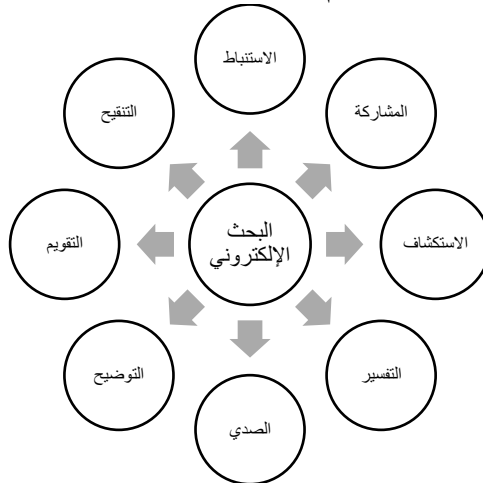 الاستنباط
المشاركة
الاستكشاف
التفسير
الصدي
التوضيح
التقويم
التنقيح
البحث
الإلكتروني